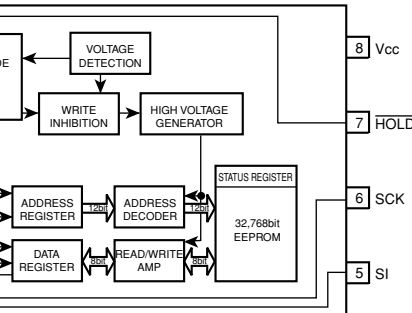 VOLTAGE
DETECTION
DE
WRITE
INHIBITION
HIGH VOLTAGE
GENERATOR
8 Vcc
7 HOLD
STATUS REGISTER
ADDRESS
REGISTER
12bit
ADDRESS
DECODER
12bit
32,768bit
EEPROM
6 SCK
DATA
REGISTER
8bit
READ/WRITE
AMP
8bit
5 SI